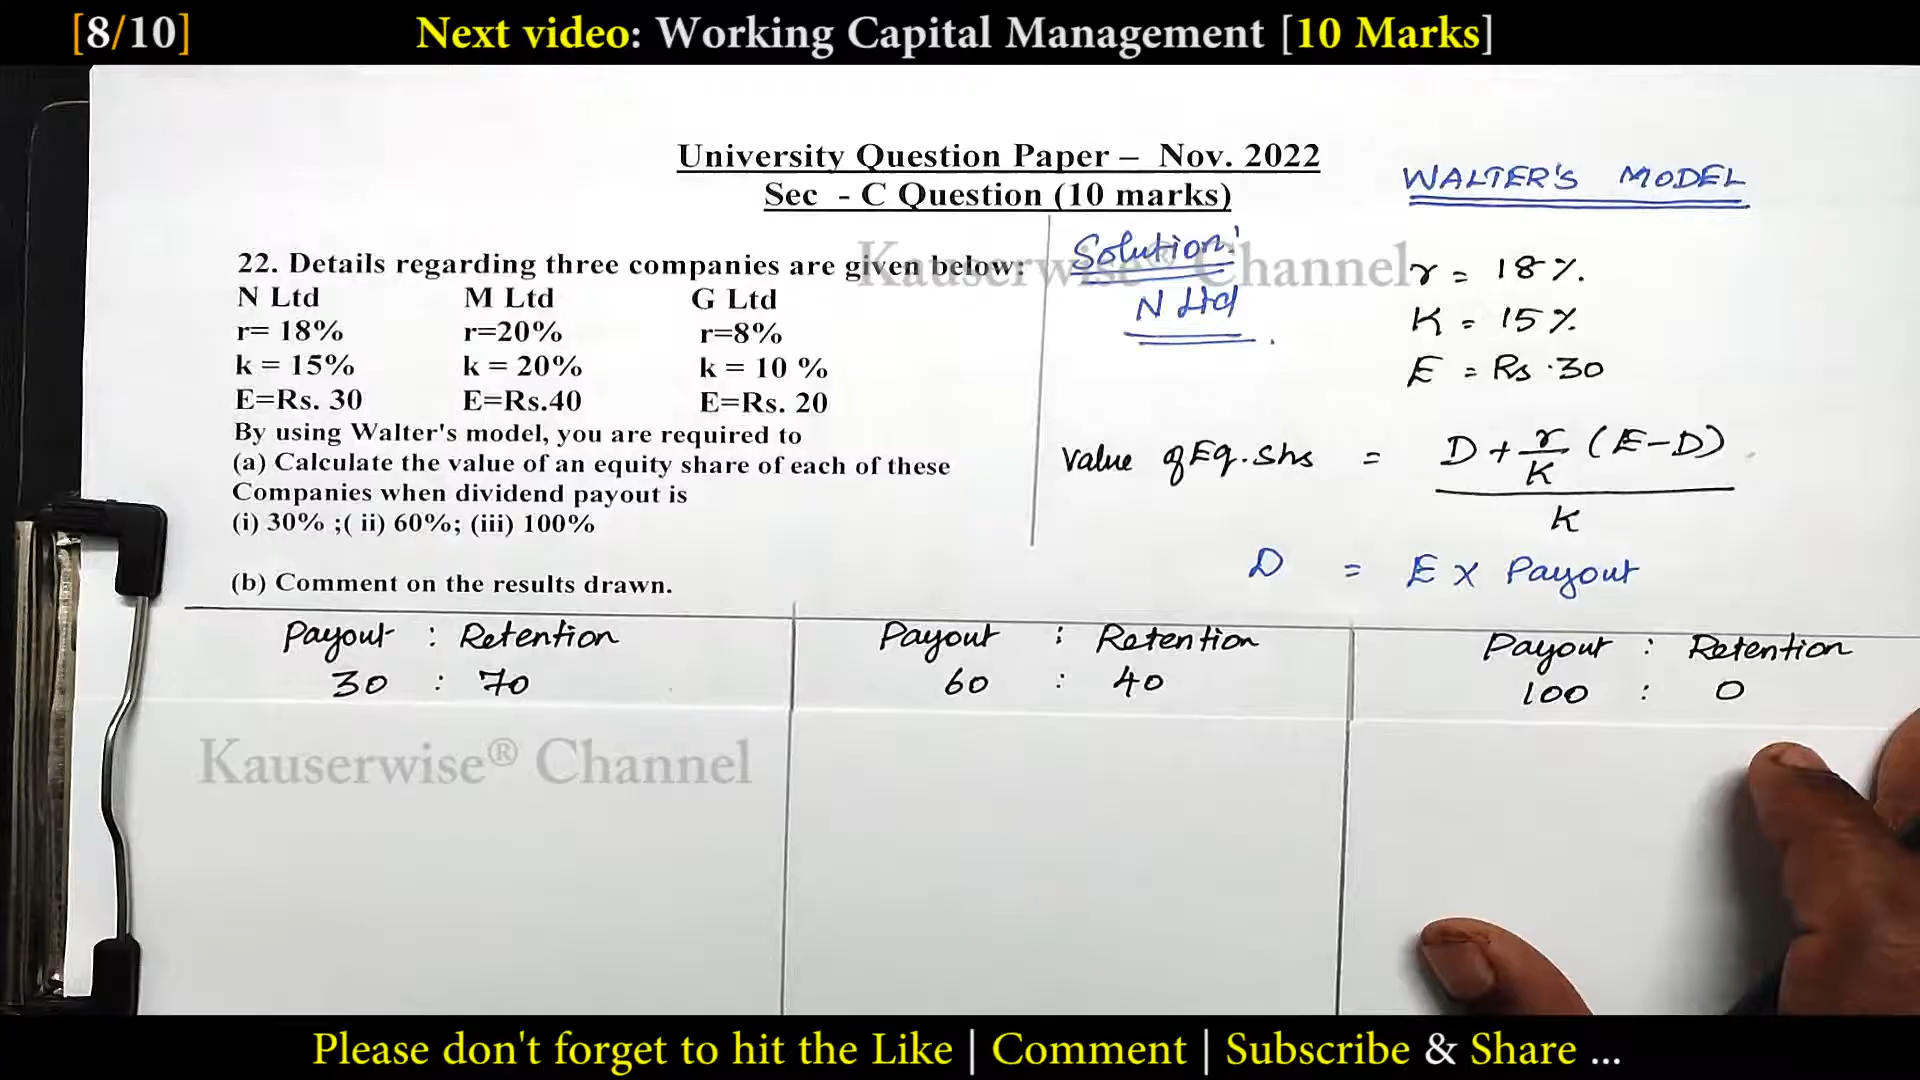 [8/10] Next video: Working Capital Management [10 Marks]
University Question Paper – Nov. 2022
Sec - C Question (10 marks)
WALTER'S MODEL
22. Details regarding three companies are given below:
N Ltd M Ltd G Ltd
r= 18% r=20% r=8%
k = 15% k = 20% k = 10 %
E=Rs. 30 E=Rs.40 E=Rs. 20
By using Walter's model, you are required to
(a) Calculate the value of an equity share of each of these
Companies when dividend payout is
(i) 30% ;( ii) 60%; (iii) 100%
(b) Comment on the results drawn.
Kauserwise® Channel
Solution:
N Ltd
r = 18%.
K = 15%
E = Rs.30
Value of Eq.shs = D + r/K (E-D)
K
D = E x Payout
Payout : Retention
30 : 70
Payout : Retention
60 : 40
Payout : Retention
100 : 0
Kauserwise® Channel
Please don't forget to hit the Like | Comment | Subscribe & Share ...